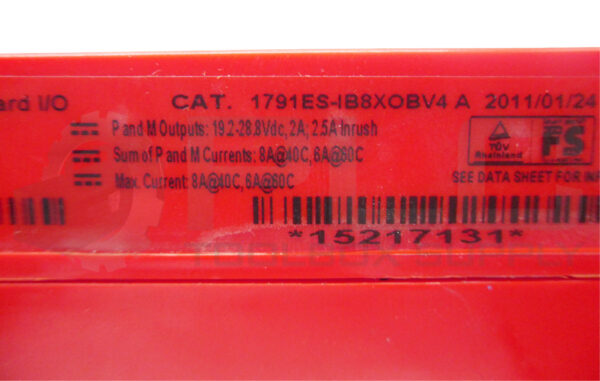 ard I/O CAT. 1791ES-IB8XOBV4 A 2011/01/24
P and M Outputs: 19.2-28.8Vdc, 2A; 2.5A Inrush
Sum of P and M Currents: 8A@40C, 6A@60C
Max. Current: 8A@40C, 6A@60C
TÜV
Rheinland
FS
SEE DATA SHEET FOR INF
*15217131*
TOOLBOX SUPPLY